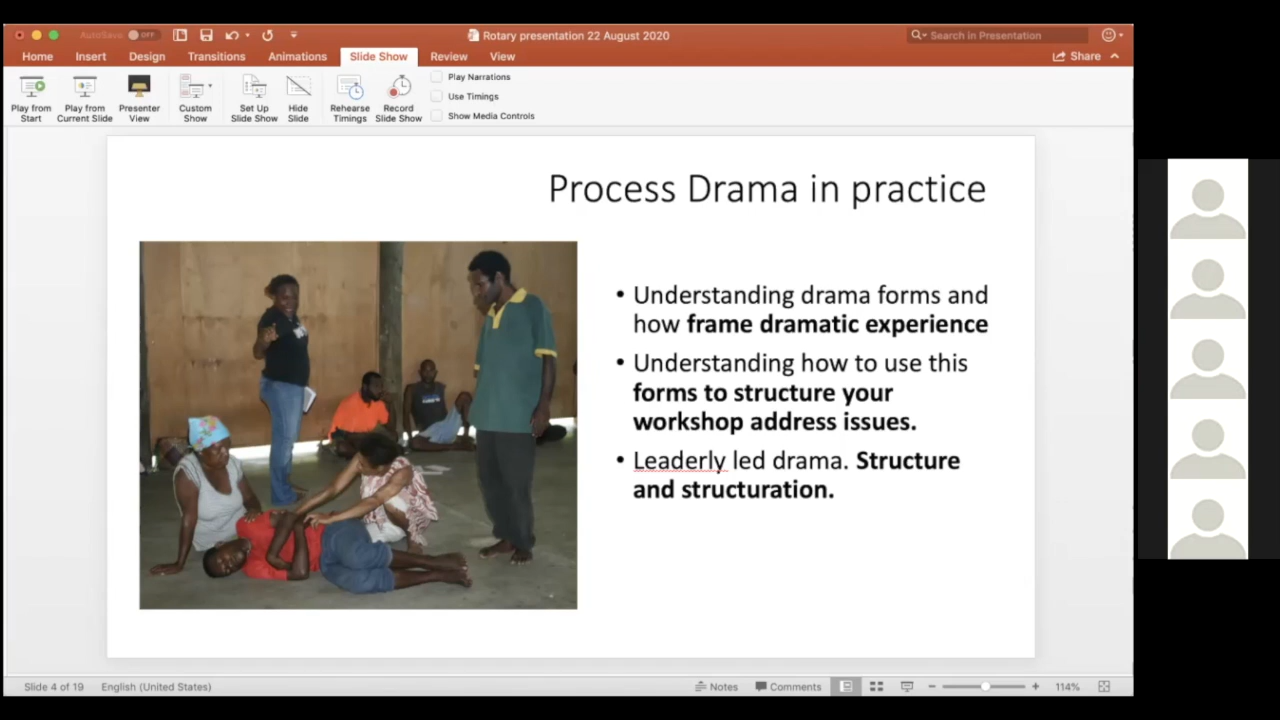 AutoSave OFF
Rotary presentation 22 August 2020
Search in Presentation
Home Insert Design Transitions Animations Slide Show Review View
Share
Play from
Start
Play from
Current Slide
Presenter
View
Custom
Show
Set Up
Slide Show
Hide
Slide
Rehearse
Timings
Record
Slide Show
Play Narrations
Use Timings
Show Media Controls
Process Drama in practice
• Understanding drama forms and
how frame dramatic experience
• Understanding how to use this
forms to structure your
workshop address issues.
• Leaderly led drama. Structure
and structuration.
Slide 4 of 19 English (United States)
Notes Comments 114%